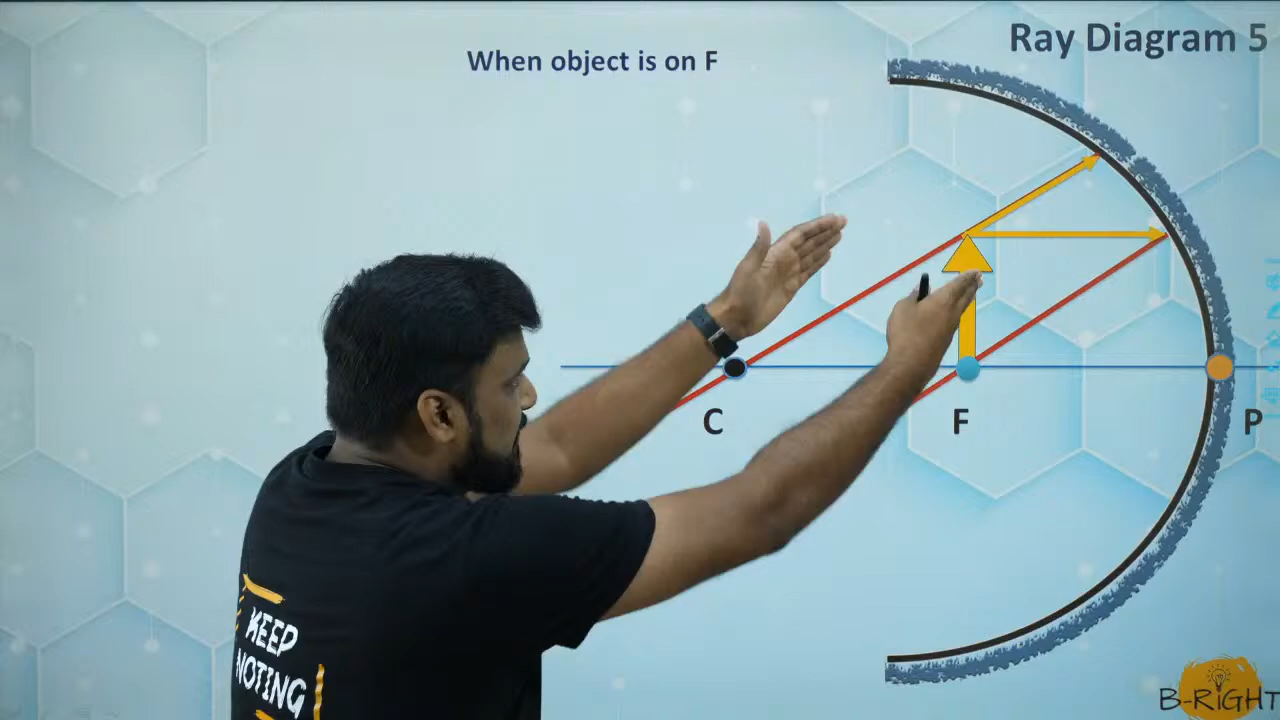 Ray Diagram 5
When object is on F
C
F
P
KEEP
NOTING
B-RIGHT